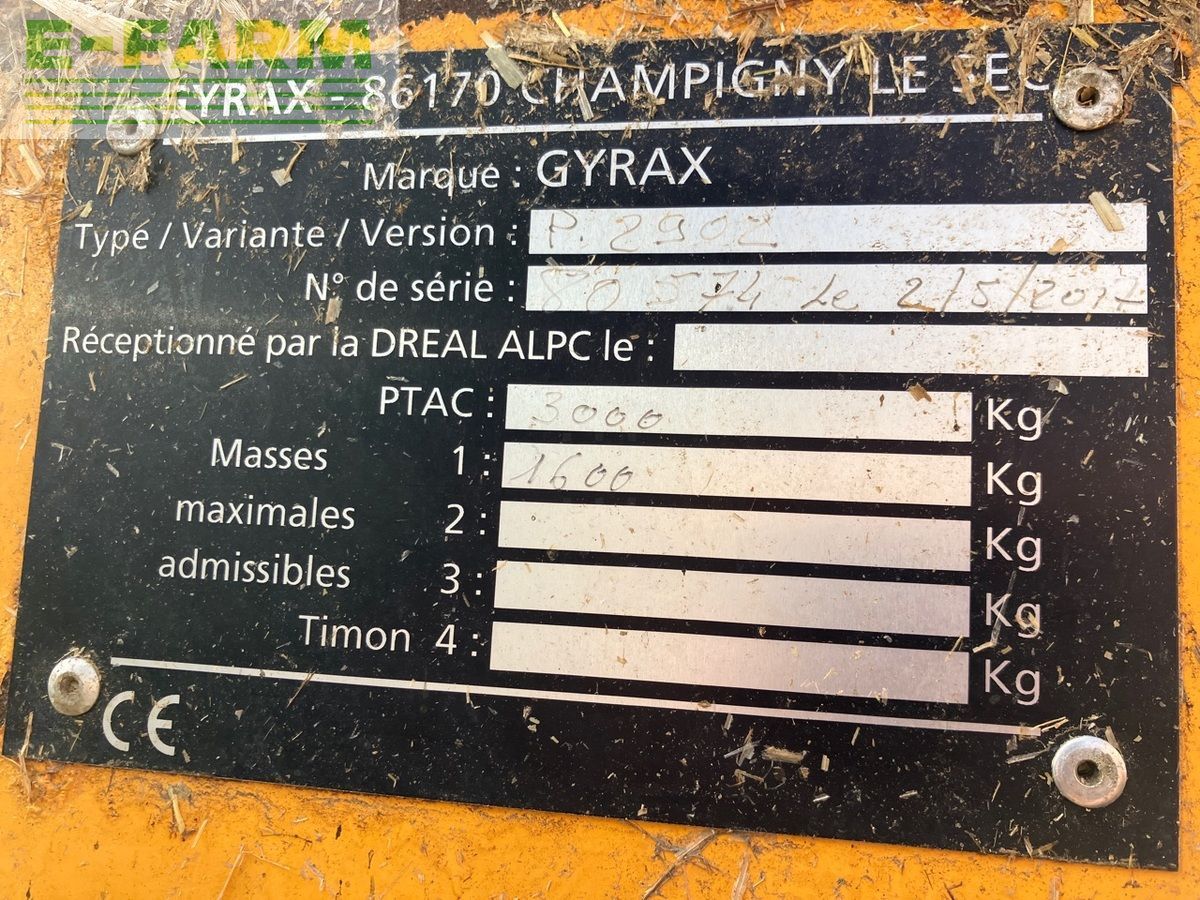 E-FARM
GYRAX - 86170 CHAMPIGNY LE SEC
Marque : GYRAX
Type / Variante / Version : P. 2902
N° de série : 80 574 Le 2/5/2017
Réceptionné par la DREAL ALPC le :
PTAC : 3000 Kg
Masses 1 : 1600 Kg
maximales 2 : Kg
admissibles 3 : Kg
Timon 4 : Kg
CE